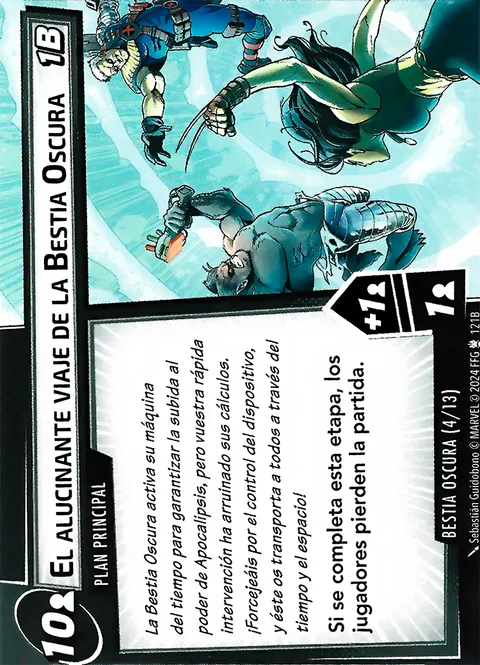 10
EL ALUCINANTE VIAJE DE LA BESTIA OSCURA
1B
PLAN PRINCIPAL
La Bestia Oscura activa su máquina
del tiempo para garantizar la subida al
poder de Apocalipsis, pero vuestra rápida
intervención ha arruinado sus cálculos.
¡Forcejeáis por el control del dispositivo,
y éste os transporta a todos a través del
tiempo y el espacio!
Si se completa esta etapa, los
jugadores pierden la partida.
+1
1
BESTIA OSCURA (4/13)
Sebastián Guidobono © MARVEL © 2024 FFG 121B